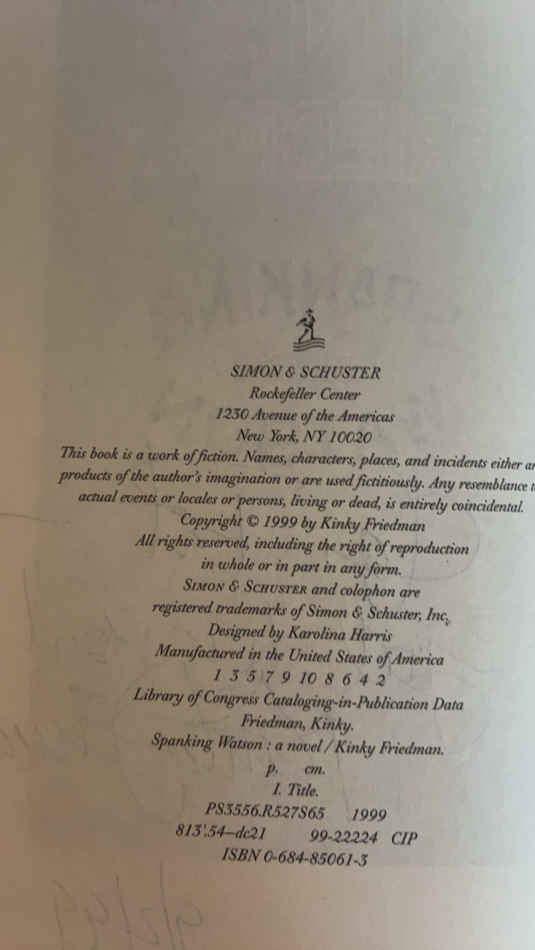 SIMON & SCHUSTER
Rockefeller Center
1230 Avenue of the Americas
New York, NY 10020
This book is a work of fiction. Names, characters, places, and incidents either ar
products of the author's imagination or are used fictitiously. Any resemblance t
actual events or locales or persons, living or dead, is entirely coincidental.
Copyright © 1999 by Kinky Friedman
All rights reserved, including the right of reproduction
in whole or in part in any form.
SIMON & SCHUSTER and colophon are
registered trademarks of Simon & Schuster, Inc.
Designed by Karolina Harris
Manufactured in the United States of America
1 3 5 7 9 10 8 6 4 2
Library of Congress Cataloging-in-Publication Data
Friedman, Kinky.
Spanking Watson : a novel / Kinky Friedman.
p. cm.
I. Title.
PS3556.R527S65 1999
813'.54—dc21 99-22224 CIP
ISBN 0-684-85061-3